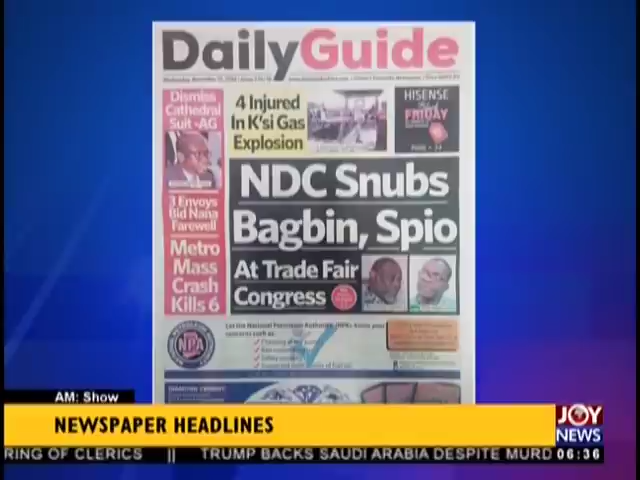 DailyGuide
Dismiss
Cathedral
Suit -AG
4 Injured
In K'si Gas
Explosion
HISENSE
FRIDAY
3 Envoys
Bid Nana
Farewell
Metro
Mass
Crash
Kills 6
NDC Snubs
Bagbin, Spio
At Trade Fair
Congress
NPA
AM: Show
NEWSPAPER HEADLINES
JOY
NEWS
RING OF CLERICS || TRUMP BACKS SAUDI ARABIA DESPITE MURD
06:36